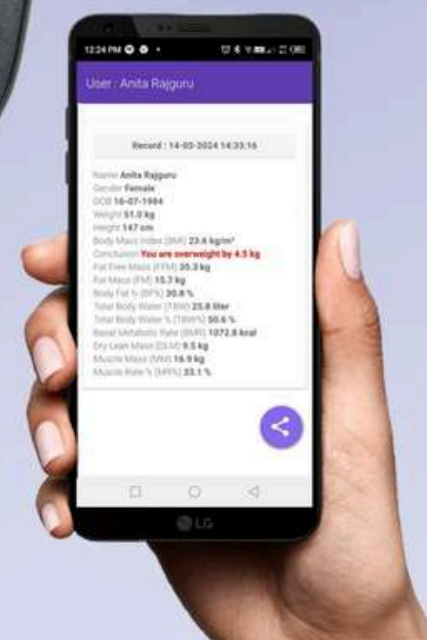 12:24 PM
User : Anita Rajguru
Record : 14-03-2024 14:33:16
Name Anita Rajguru
Gender Female
DOB 16-07-1984
Weight 51.0 kg
Height 147 cm
Body Mass Index (BMI) 23.6 kg/m²
Conclusion You are overweight by 4.5 kg
Fat Free Mass (FFM) 35.3 kg
Fat Mass (FM) 15.7 kg
Body Fat % (BF%) 30.8 %
Total Body Water (TBW) 25.8 liter
Total Body Water % (TBW%) 50.6 %
Basal Metabolic Rate (BMR) 1072.8 kcal
Dry Lean Mass (DLM) 9.5 kg
Muscle Mass (MM) 16.9 kg
Muscle Rate % (MR%) 33.1 %
LG